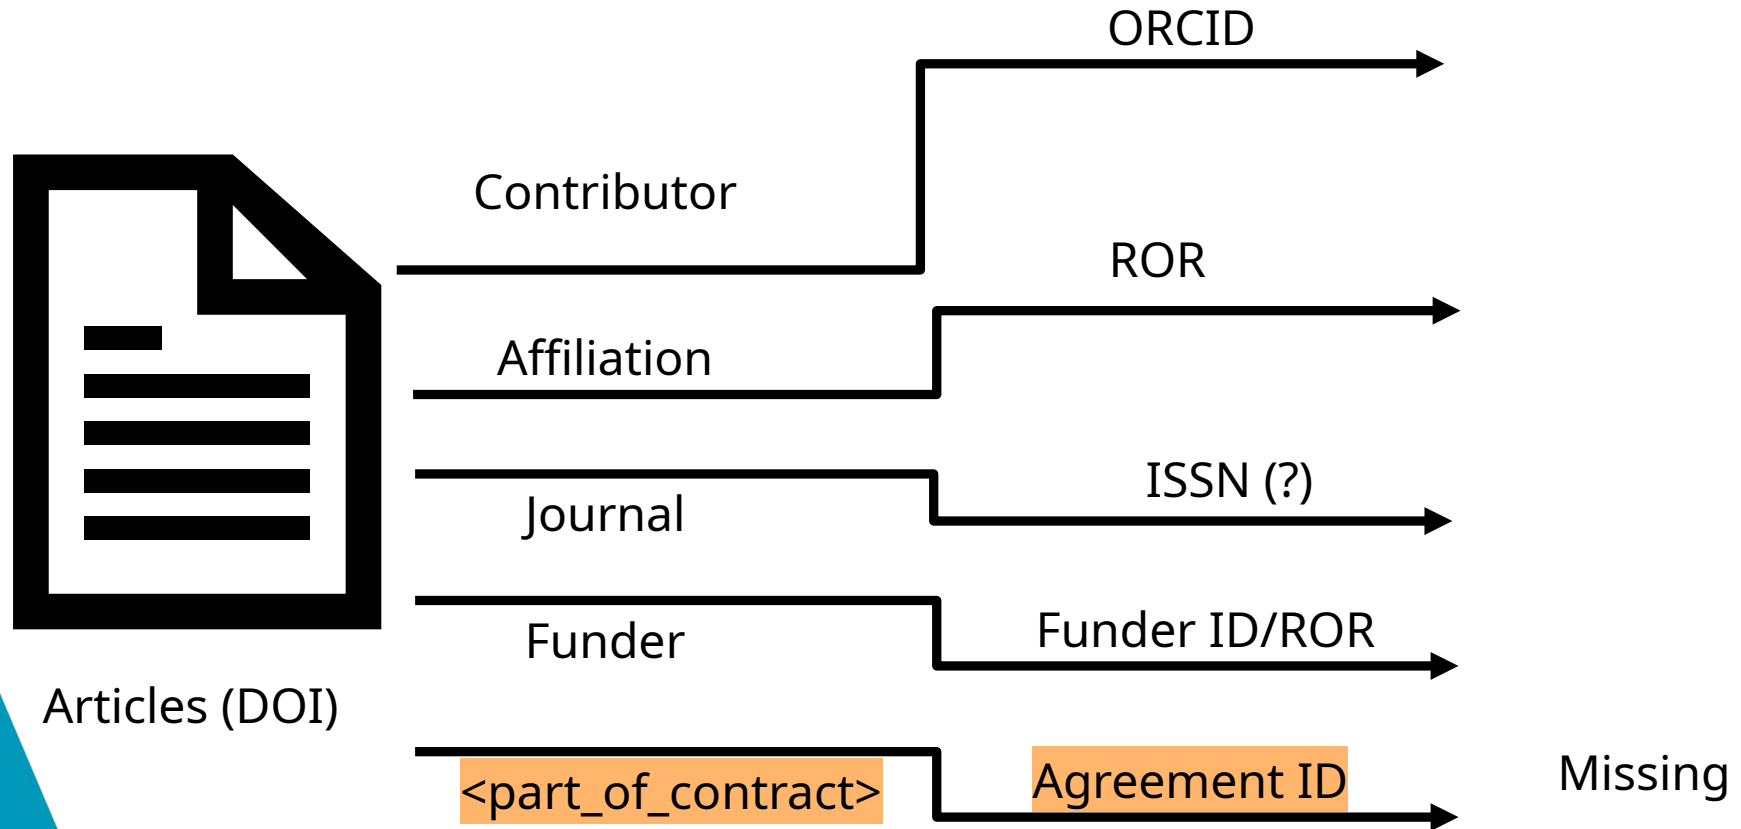 ORCID
Contributor
ROR
Affiliation
ISSN (?)
Journal
Funder ID/ROR
Funder
Articles (DOI)
<part_of_contract>
Agreement ID
Missing